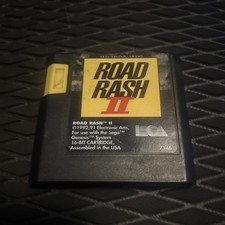 ROAD
RASH
II
ROAD RASH™ II
©1992,91 Electronic Arts.
For use with the Sega™
Genesis™ System
16-BIT CARTRIDGE.
Assembled in the USA